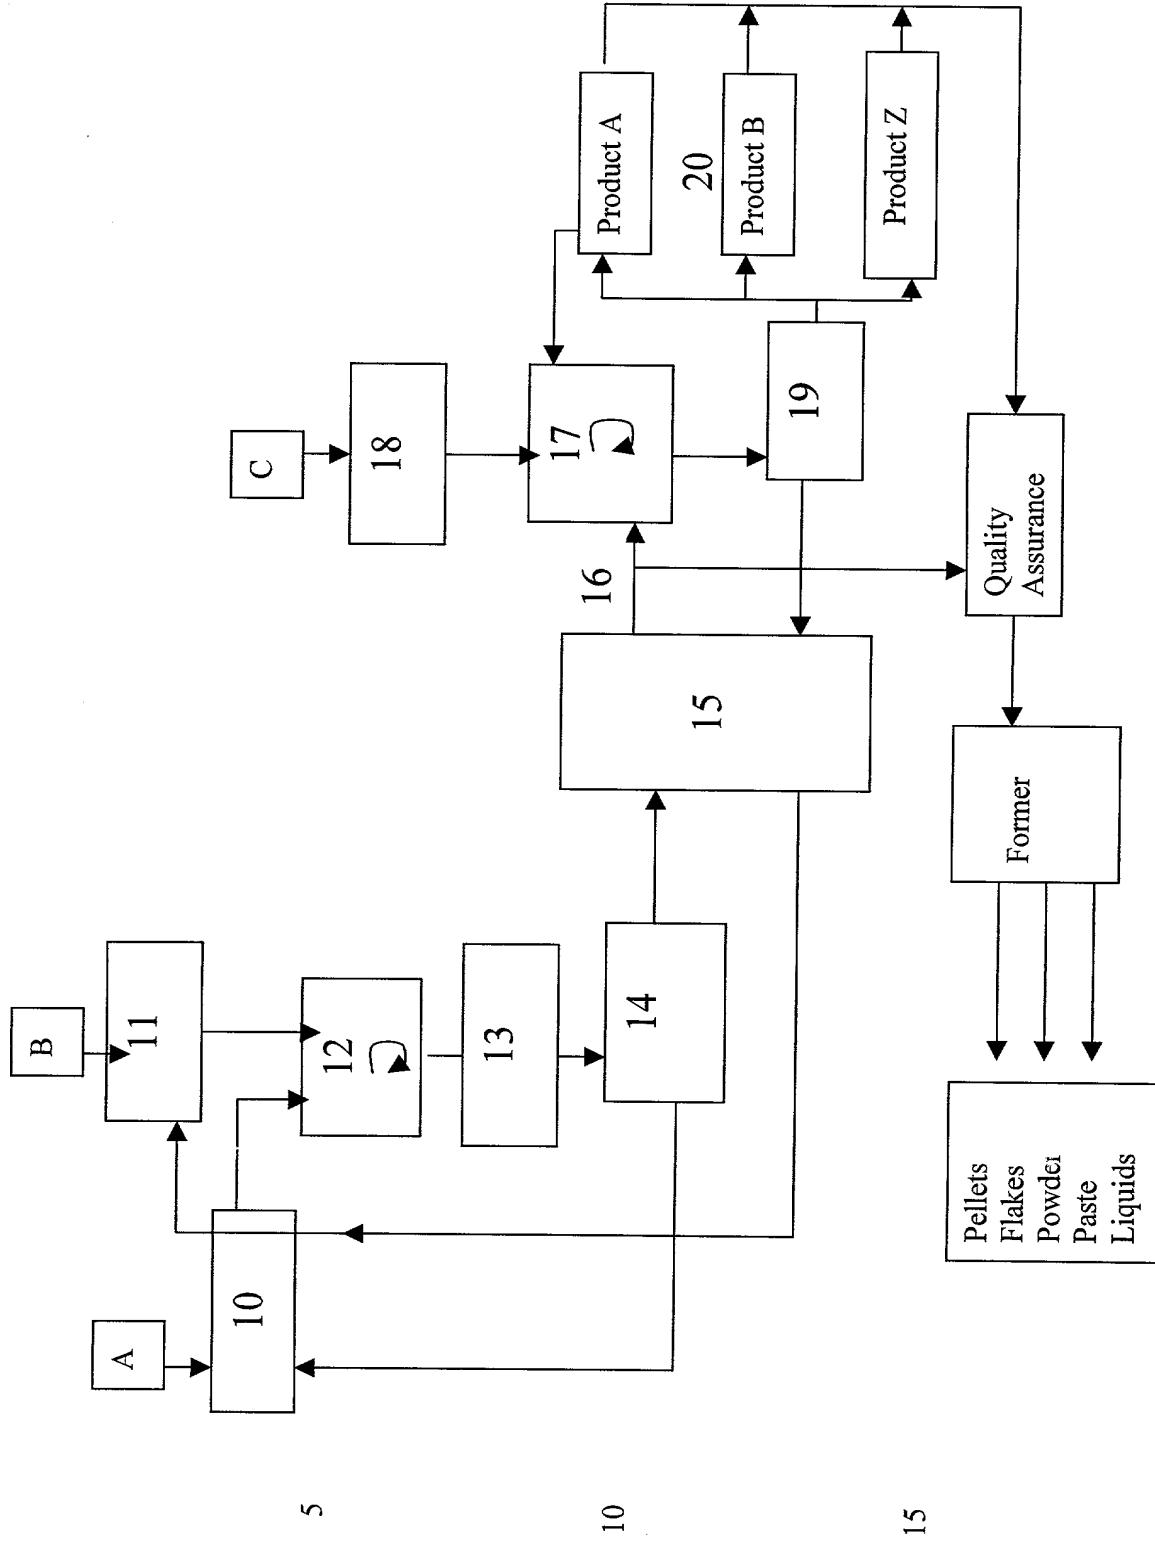 A
B
C
10
11
12
13
14
15
16
17
18
19
20
Product A
Product B
Product Z
Quality
Assurance
Former
Pellets
Flakes
Powder
Paste
Liquids
5
10
15